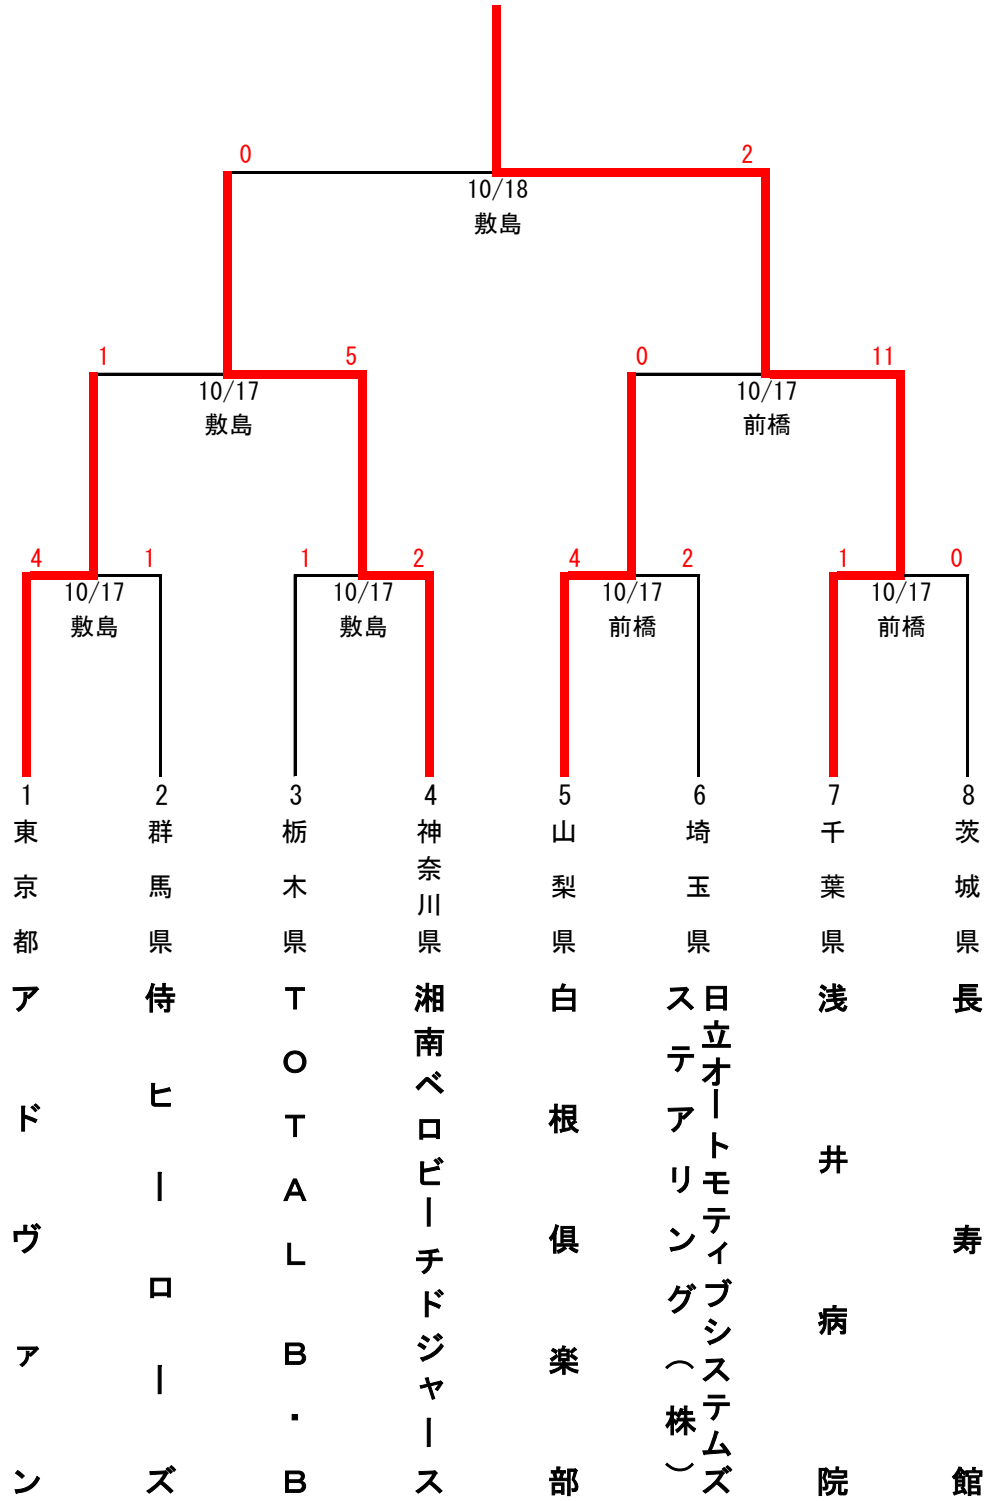 0 2
10/18
敷島
1 5 0 11
10/17 10/17
敷島 前橋
4 1 1 2 4 2 1 0
10/17 10/17 10/17 10/17
敷島 敷島 前橋 前橋
1 2 3 4 5 6 7 8
東京都
アドヴァン
群馬県
侍ヒーローズ
栃木県
ＴＯＴＡＬ Ｂ・Ｂ
神奈川県
湘南ベロビーチドジャース
山梨県
白根倶楽部
埼玉県
日立オートモティブシステムズ
ステアリング（株）
千葉県
浅井病院
茨城県
長寿館